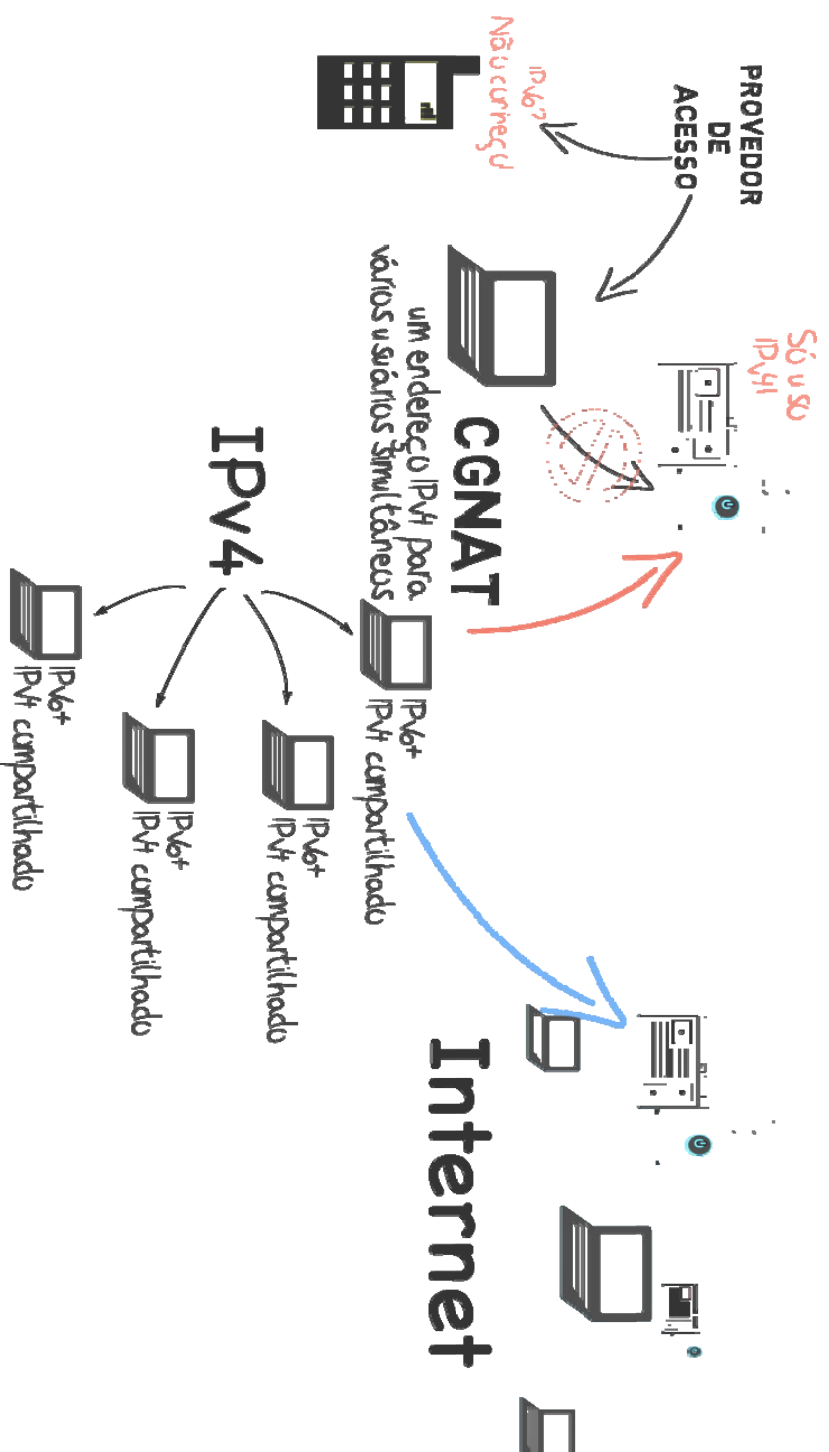 PROVEDOR
DE
ACESSO
IPv6?
Não conheço
Só uso
IPv4!
CGNAT
um endereço IPv4 para
vários usuários simultâneos
IPv4
IPv6+
IPv4 compartilhado
IPv6+
IPv4 compartilhado
IPv6+
IPv4 compartilhado
IPv6+
IPv4 compartilhado
Internet